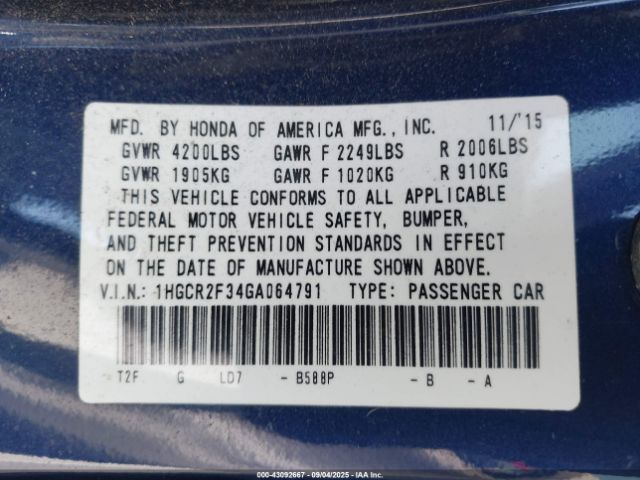 MFD. BY HONDA OF AMERICA MFG., INC. 11/'15
GVWR 4200LBS GAWR F 2249LBS R 2006LBS
GVWR 1905KG GAWR F 1020KG R 910KG
THIS VEHICLE CONFORMS TO ALL APPLICABLE
FEDERAL MOTOR VEHICLE SAFETY, BUMPER,
AND THEFT PREVENTION STANDARDS IN EFFECT
ON THE DATE OF MANUFACTURE SHOWN ABOVE.
V.I.N.: 1HGCR2F34GA064791 TYPE: PASSENGER CAR
- T2F G LD7 - B588P - B - A
000-43092667 - 09/04/2025 - IAA Inc.